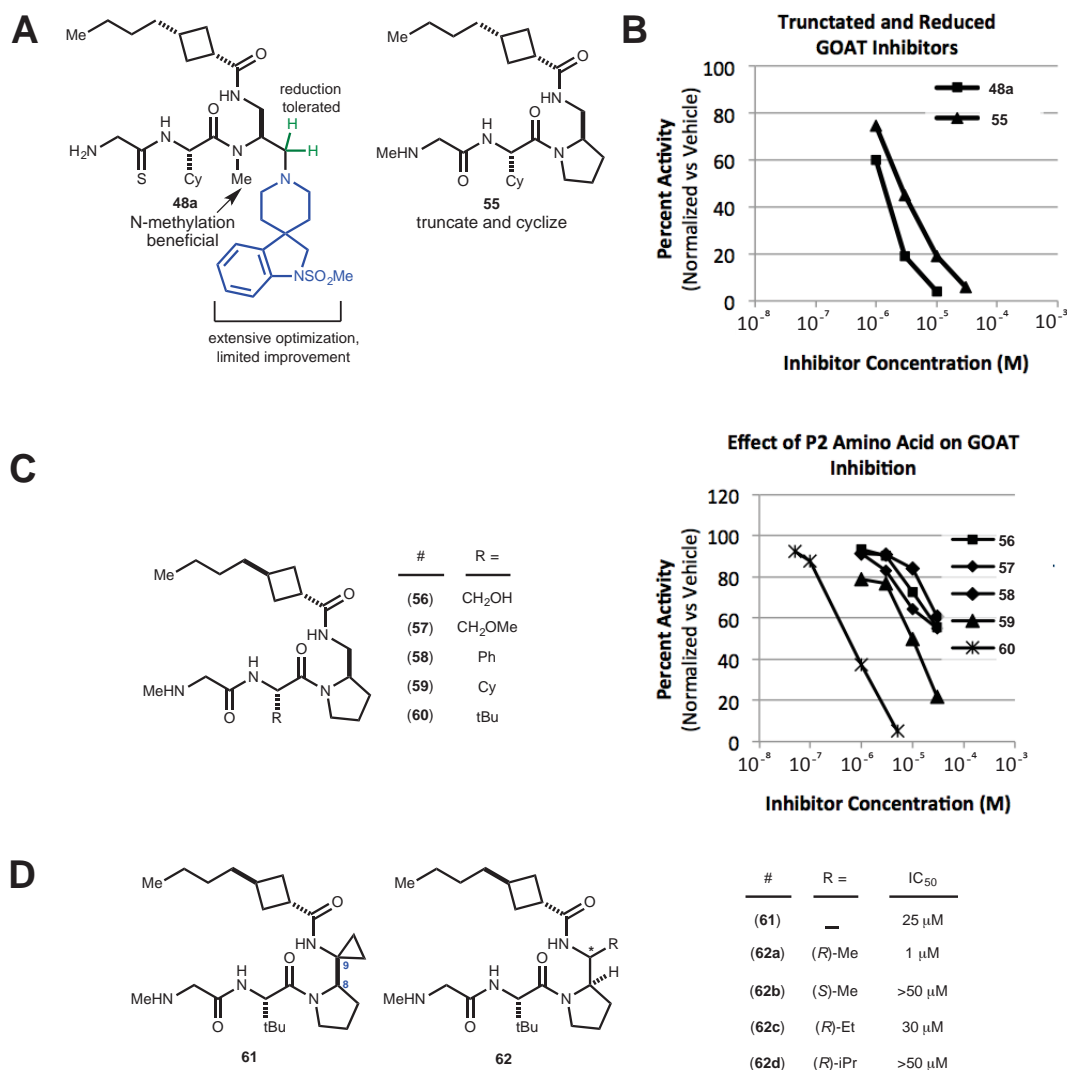 A
Me
O
HN
reduction
tolerated
O
H
N
H
H
H2N
N
S
Cy
Me
N
48a
N-methylation
beneficial
NSO2Me
extensive optimization,
limited improvement
Me
O
HN
O
H
N
MeHN
N
O
Cy
55
truncate and cyclize
B
Trunctated and Reduced
GOAT Inhibitors
Percent Activity
(Normalized vs Vehicle)
100
80
60
40
20
0
48a
55
10-8
10-7
10-6
10-5
10-4
10-3
Inhibitor Concentration (M)
C
Me
O
HN
O
H
N
MeHN
N
O
R
# R =
(56) CH2OH
(57) CH2OMe
(58) Ph
(59) Cy
(60) tBu
Effect of P2 Amino Acid on GOAT
Inhibition
Percent Activity
(Normalized vs Vehicle)
120
100
80
60
40
20
0
56
57
58
59
60
10-8
10-7
10-6
10-5
10-4
10-3
Inhibitor Concentration (M)
D
Me
O
HN
9
O
H
N
8
MeHN
N
O
tBu
61
Me
O
HN
*
R
O
H
N
H
MeHN
N
O
tBu
62
# R = IC50
(61) – 25 μM
(62a) (R)-Me 1 μM
(62b) (S)-Me >50 μM
(62c) (R)-Et 30 μM
(62d) (R)-iPr >50 μM